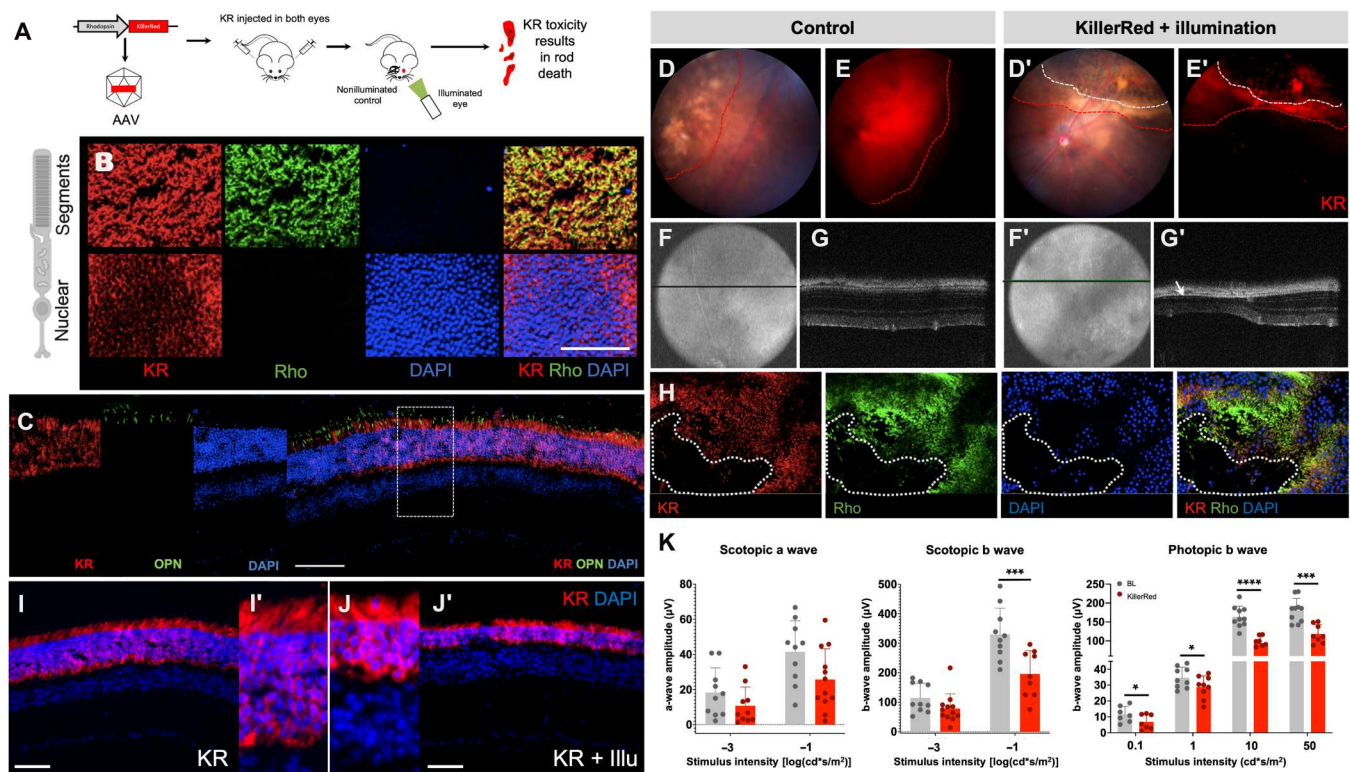 A
Rhodopsin
KillerRed
AAV
KR injected in both eyes
Nonilluminated
control
Illuminated
eye
KR toxicity
results
in rod
death
Segments
Nuclear
B
KR
Rho
DAPI
KR Rho DAPI
C
KR
OPN
DAPI
KR OPN DAPI
I
KR
I'
J
J'
KR DAPI
KR + Illu
Control
KillerRed + illumination
D
E
D'
E'
KR
F
G
F'
G'
H
KR
Rho
DAPI
KR Rho DAPI
K
Scotopic a wave
a-wave amplitude (µV)
80
60
40
20
0
–3
–1
Stimulus intensity [log(cd*s/m²)]
Scotopic b wave
b-wave amplitude (µV)
500
400
300
200
100
0
***
–3
–1
Stimulus intensity [log(cd*s/m²)]
Photopic b wave
BL
KillerRed
b-wave amplitude (µV)
250
200
150
100
50
40
30
20
10
0
*
*
****
***
0.1
1
10
50
Stimulus intensity (cd*s/m²)